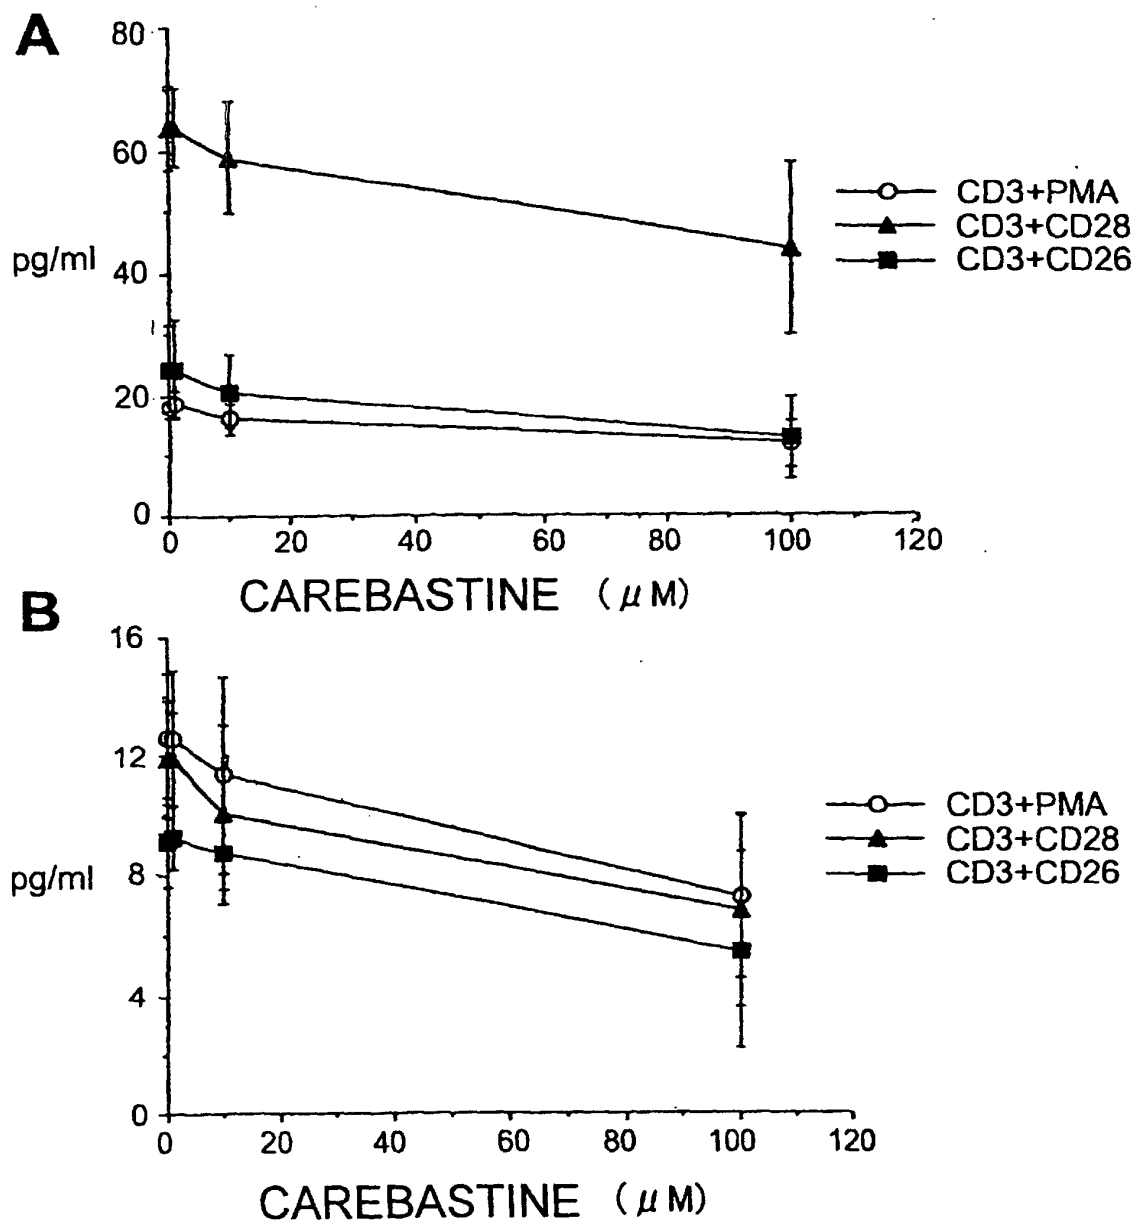 A
80
60
pg/ml
40
20
0
0 20 40 60 80 100 120
CAREBASTINE (μM)
CD3+PMA
CD3+CD28
CD3+CD26
B
16
12
pg/ml
8
4
0
0 20 40 60 80 100 120
CAREBASTINE (μM)
CD3+PMA
CD3+CD28
CD3+CD26